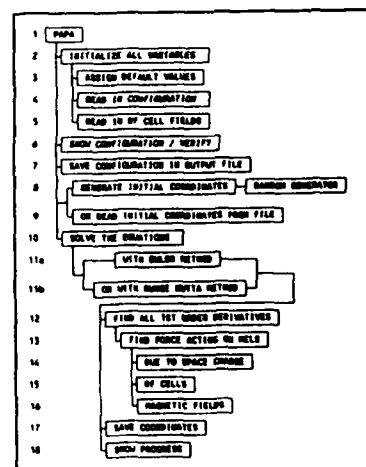 1 PAPA
2 INITIALIZE ALL VARIABLES
3 ASSIGN DEFAULT VALUES
4 READ IN CONFIGURATION
5 READ IN RF CELL FIELDS
6 SHOW CONFIGURATION / VERIFY
7 SAVE CONFIGURATION IN OUTPUT FILE
8 GENERATE INITIAL COORDINATES RANDOM GENERATOR
9 OR READ INITIAL COORDINATES FROM FILE
10 SOLVE THE EQUATIONS
11a WITH EULER METHOD
11b OR WITH RUNGE KUTTA METHOD
12 FIND ALL 1ST ORDER DERIVATIVES
13 FIND FORCE ACTING ON
14 DUE TO SPACE CHARGE
15 RF CELLS
16 MAGNETIC FIELDS
17 SAVE COORDINATES
18 SHOW PROGRESS